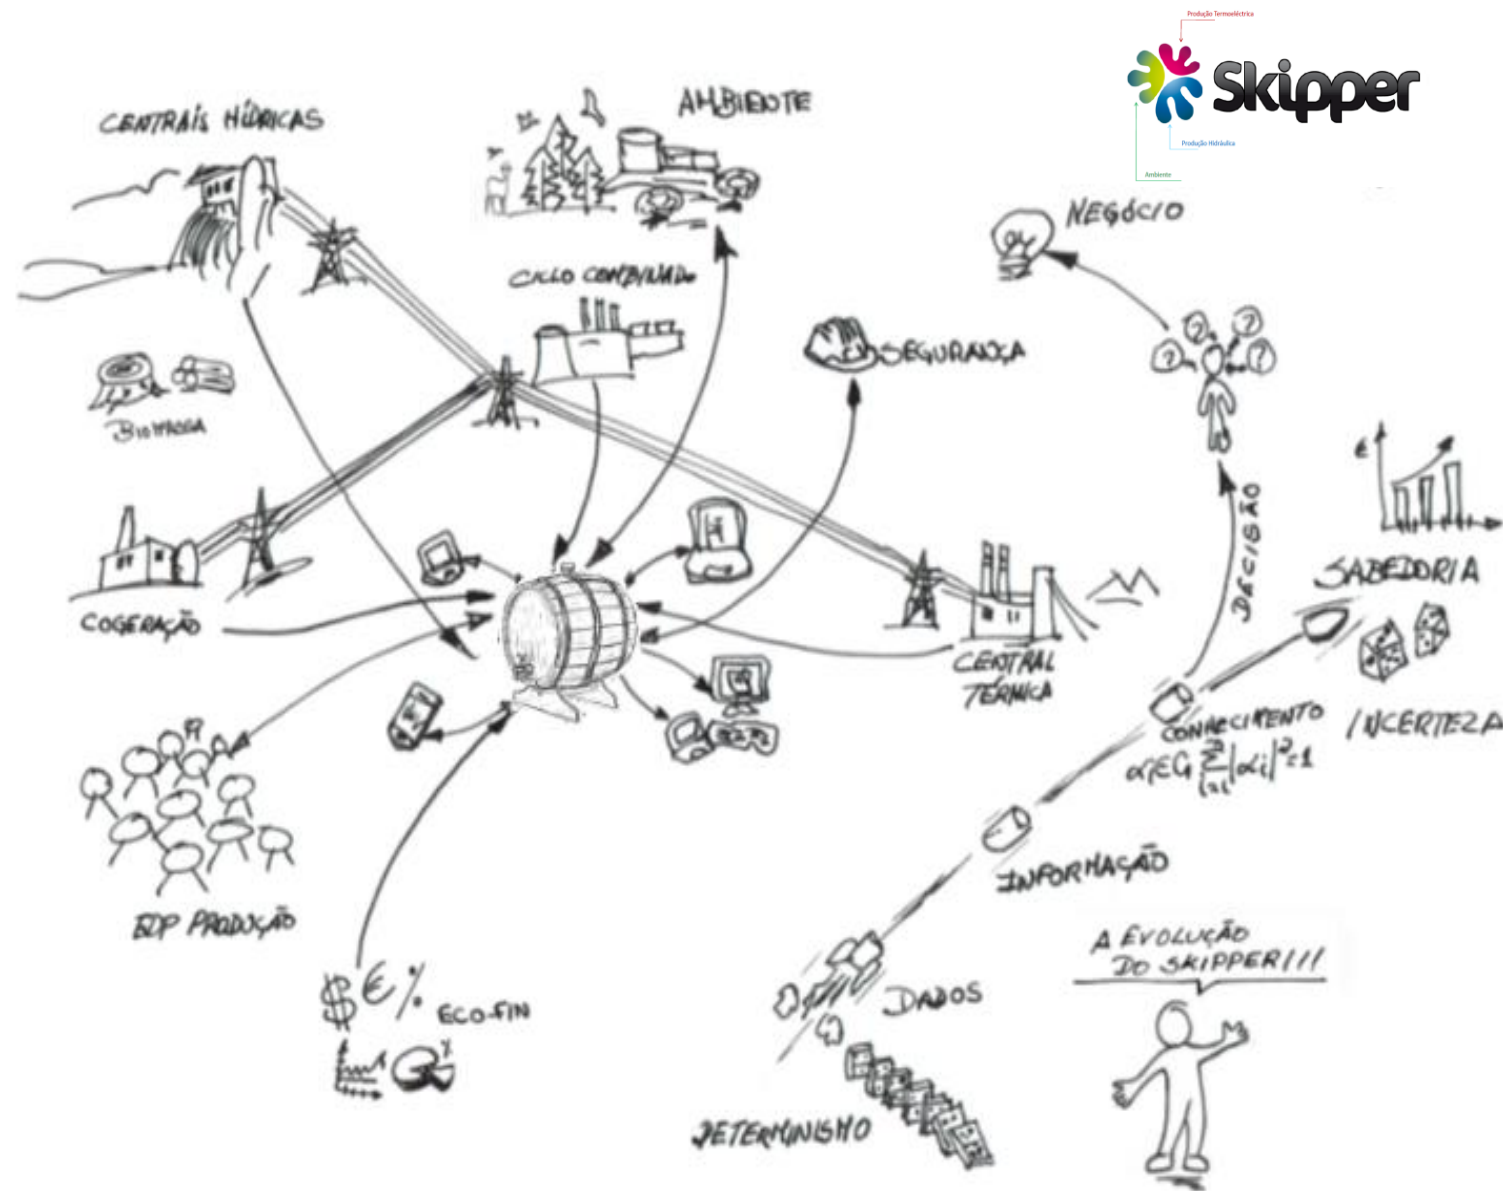 Produção Termoeléctrica
Skipper
Produção Hidráulica
Ambiente
CENTRAIS HÍDRICAS
AMBIENTE
NEGÓCIO
CICLO COMBINADO
SEGURANÇA
BIOMASSA
€
DECISÃO
SABEDORIA
COGERAÇÃO
CENTRAL
TÉRMICA
CONHECIMENTO
INCERTEZA
INFORMAÇÃO
EDP PRODUÇÃO
A EVOLUÇÃO
DO SKIPPER!!!
$ € %
ECO-FIN
DADOS
%
DETERMINISMO
? ? ? ?